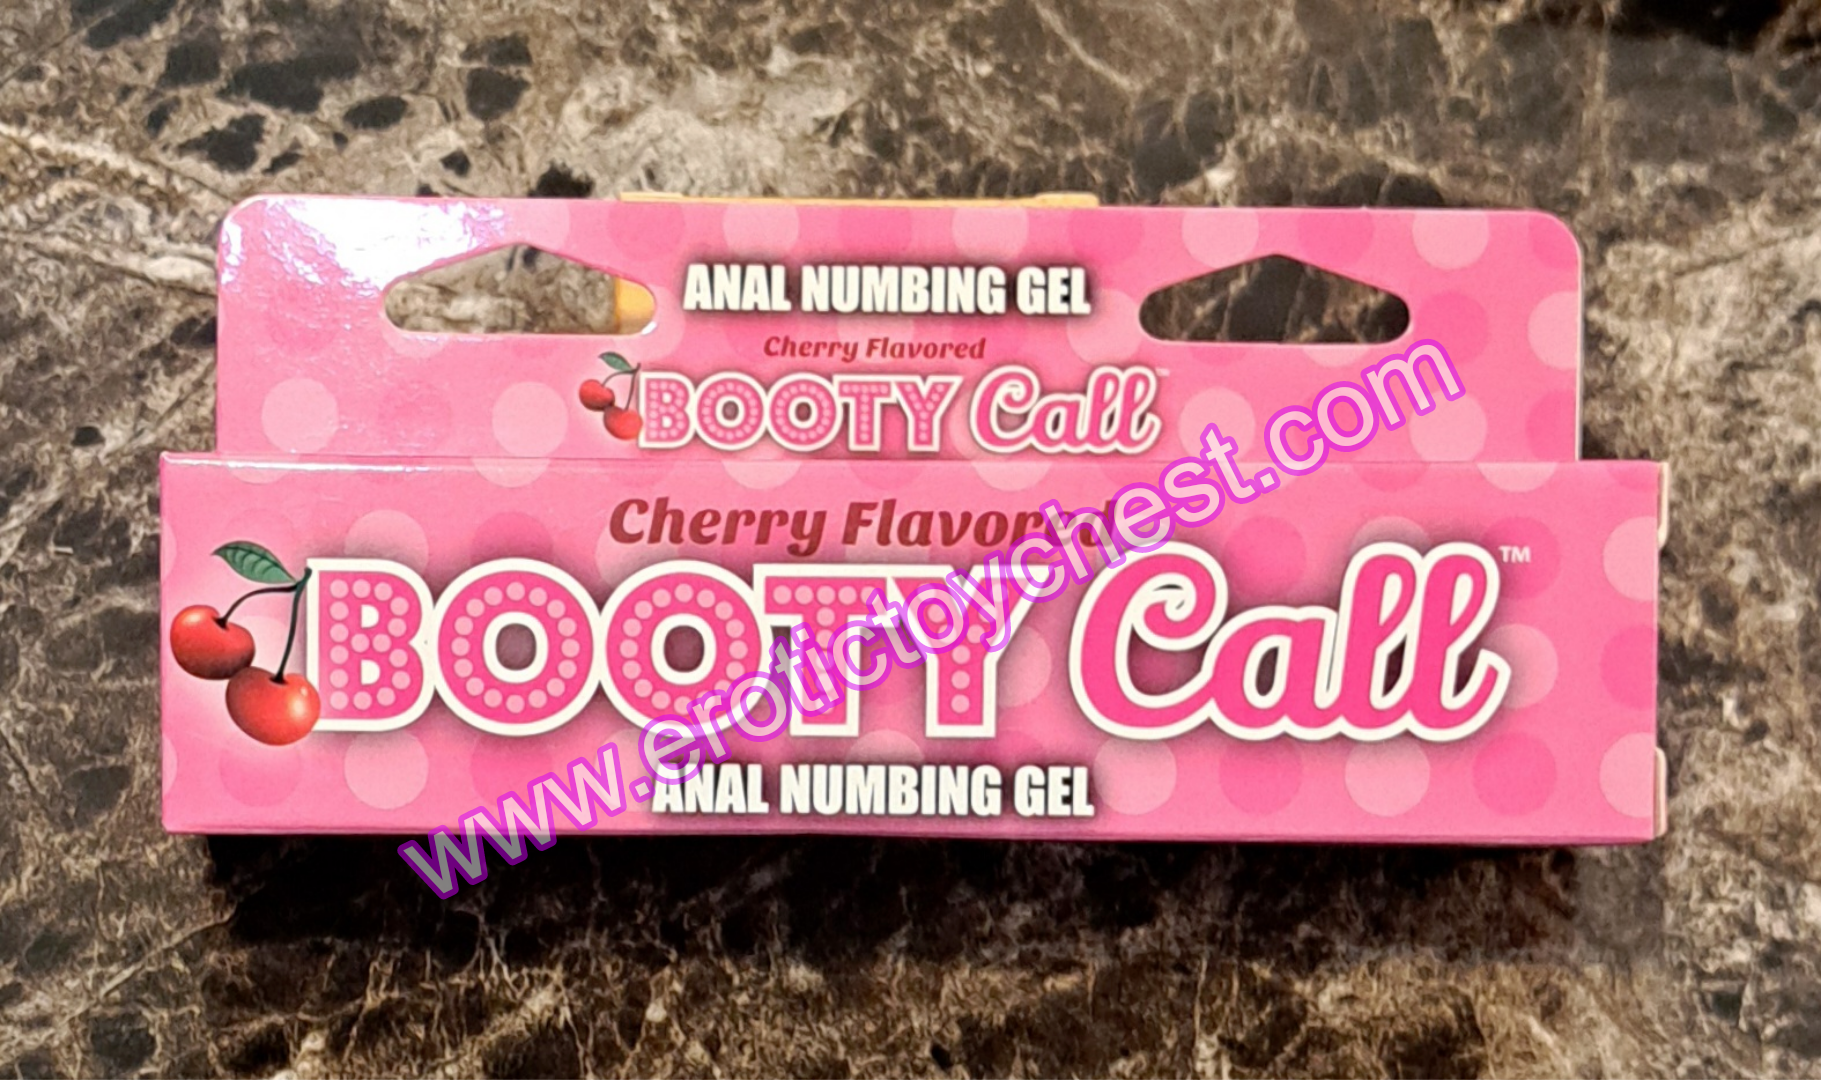 ANAL NUMBING GEL
Cherry Flavored
BOOTY Call™
Cherry Flavored
BOOTY Call™
ANAL NUMBING GEL
www.erotictoychest.com